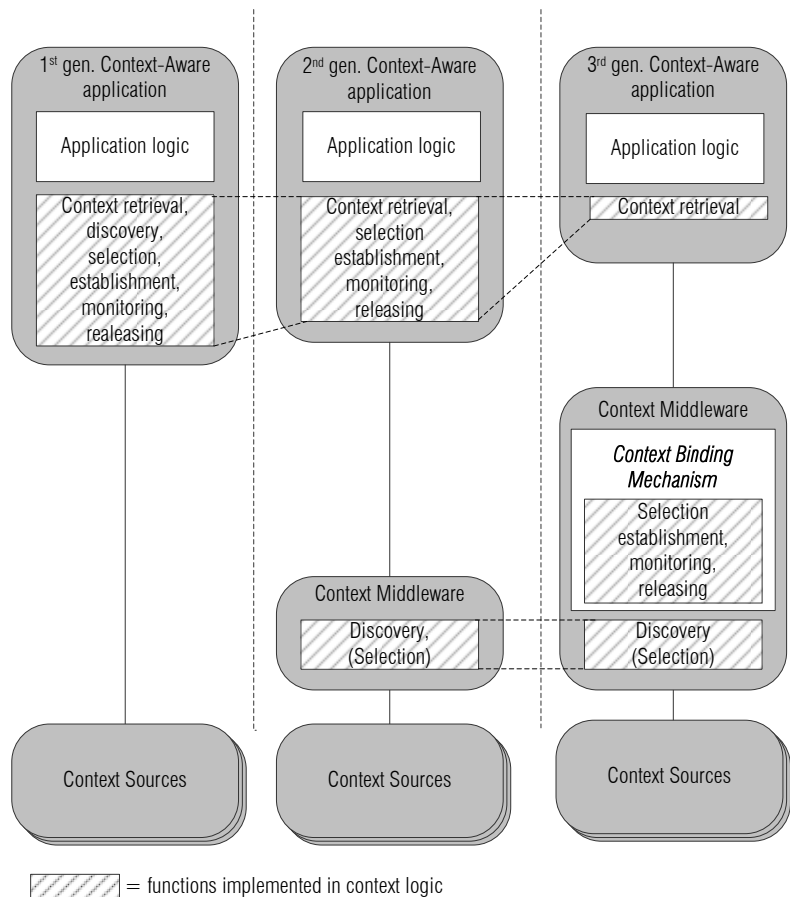 1st gen. Context-Aware
application
Application logic
Context retrieval,
discovery,
selection,
establishment,
monitoring,
realeasing
Context Sources
2nd gen. Context-Aware
application
Application logic
Context retrieval,
selection
establishment,
monitoring,
releasing
Context Middleware
Discovery,
(Selection)
Context Sources
3rd gen. Context-Aware
application
Application logic
Context retrieval
Context Middleware
Context Binding
Mechanism
Selection
establishment,
monitoring,
releasing
Discovery
(Selection)
Context Sources
= functions implemented in context logic